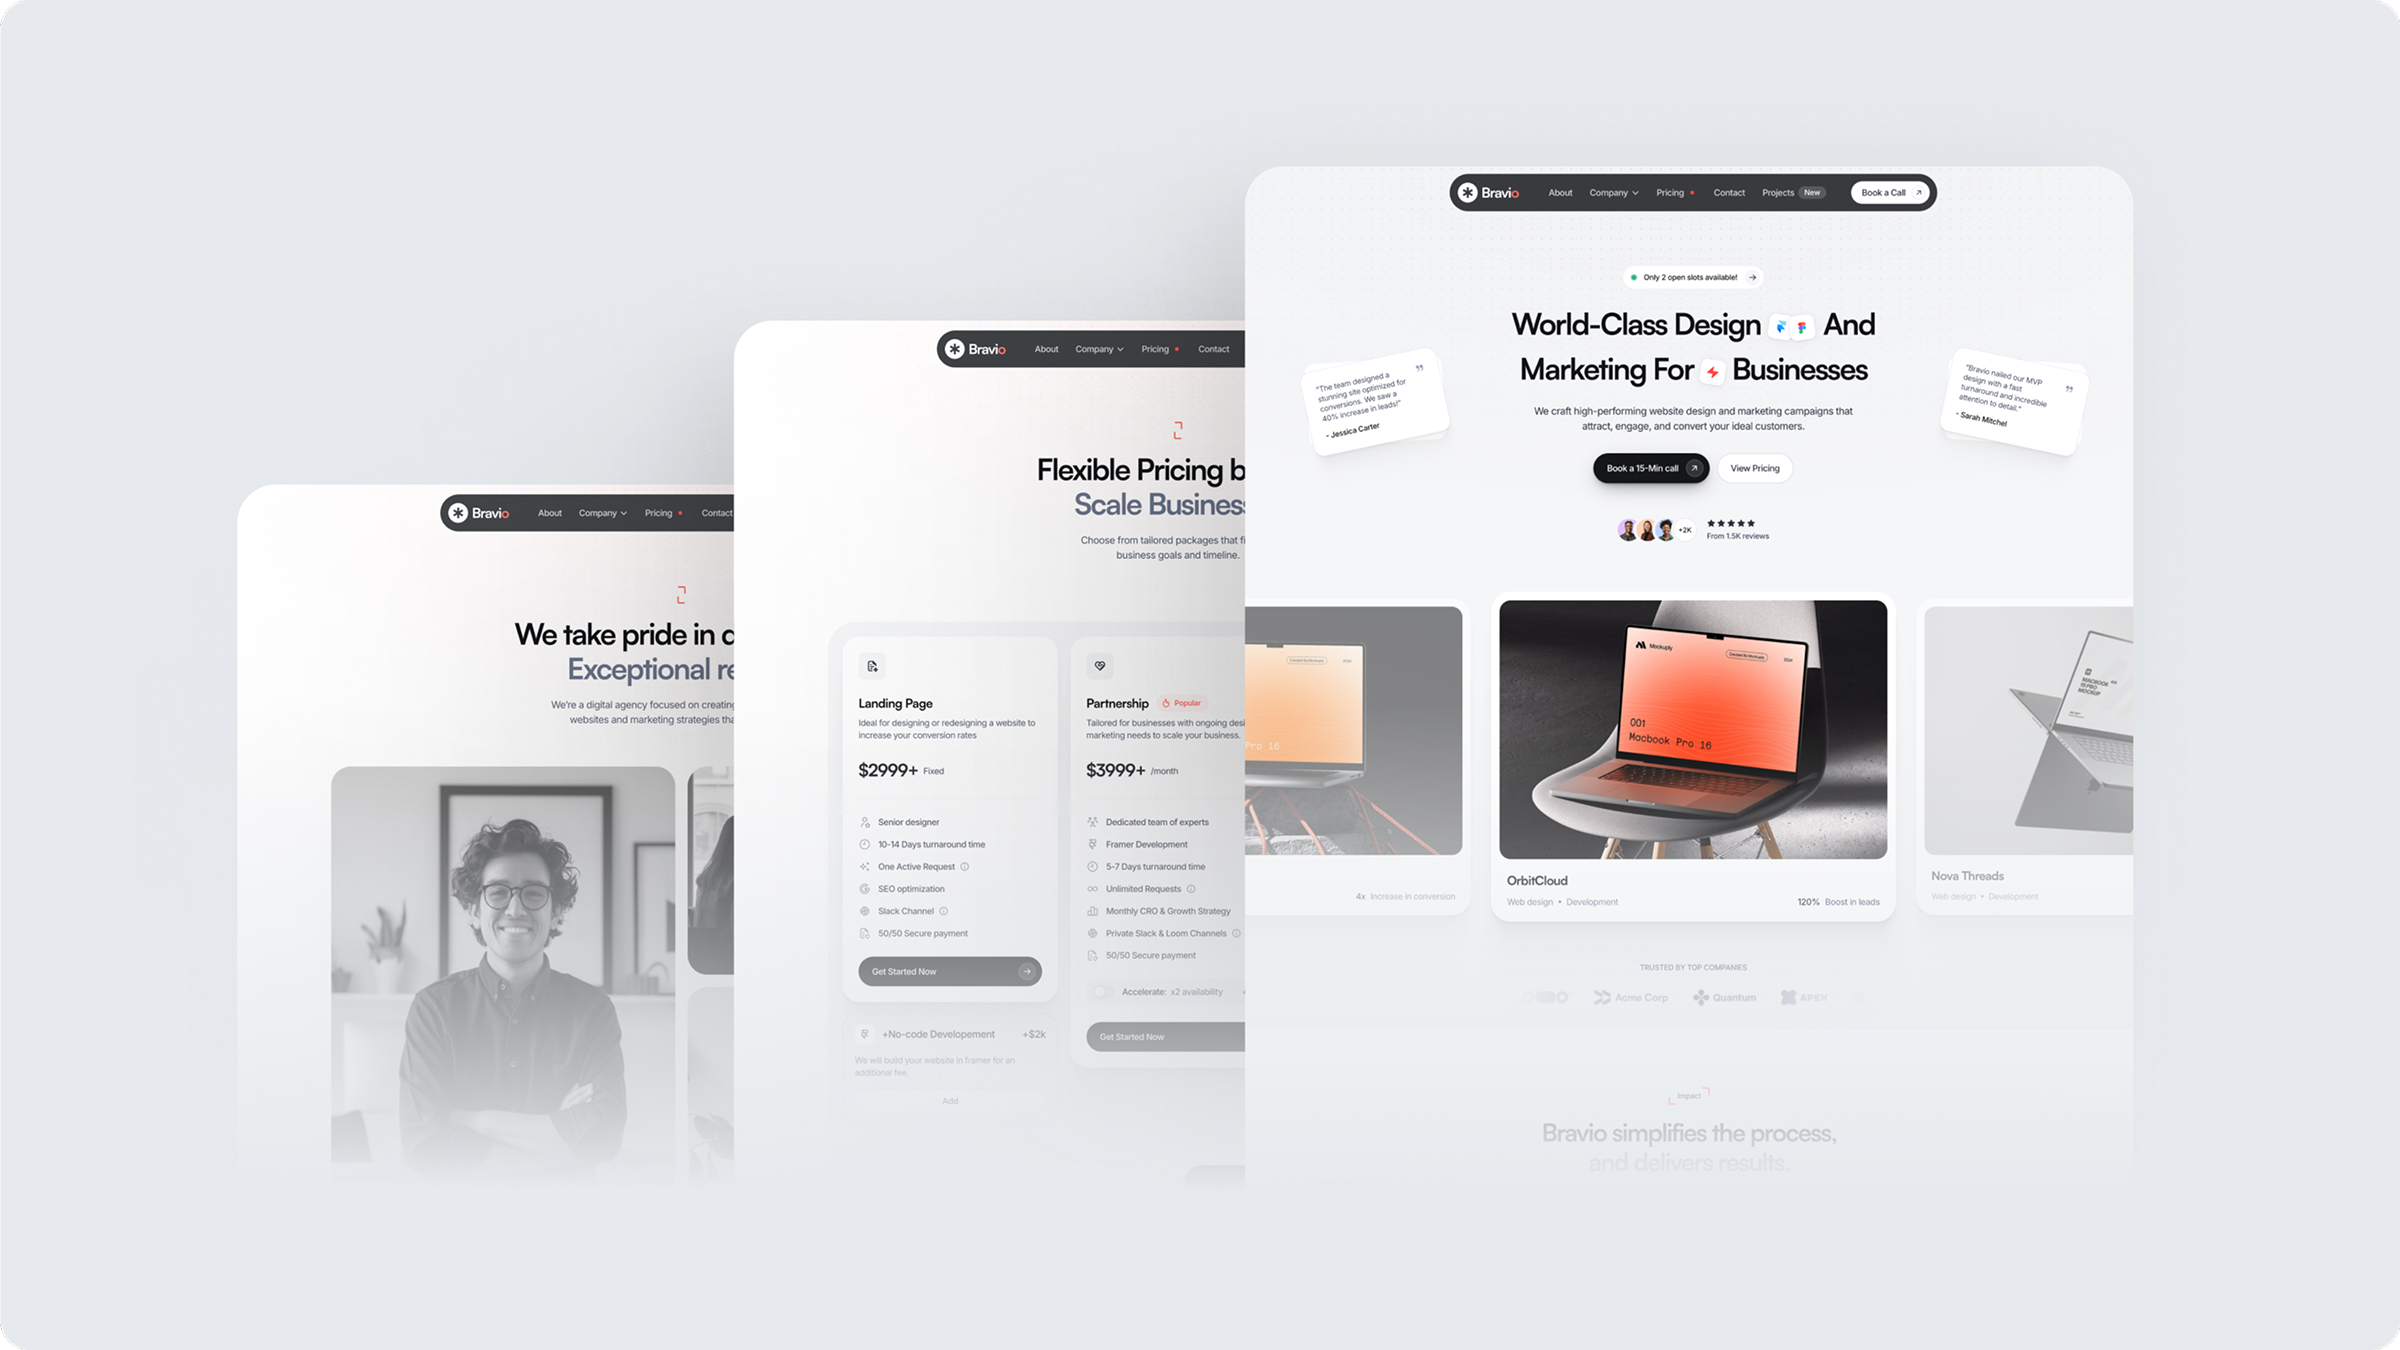 Bravio
About
Company
Pricing
Contact
We take pride in
Exceptional
We're a digital agency focused on creating
websites and marketing strategies
Bravio
About
Company
Pricing
Contact
Flexible Pricing
Scale Business
Choose from tailored packages that
business goals and timeline.
Landing Page
Ideal for designing or redesigning a website to
increase your conversion rates
$2999+ Fixed
Senior designer
10-14 Days turnaround time
One Active Request
SEO optimization
Slack Channel
50/50 Secure payment
Get Started Now
+No-code Developement +$2k
We will build your website in framer for an
additional fee.
Add
Partnership Popular
Tailored for businesses with ongoing
marketing needs to scale your business.
$3999+ /month
Dedicated team of experts
Framer Development
5-7 Days turnaround time
Unlimited Requests
Monthly CRO & Growth Strategy
Private Slack & Loom Channels
50/50 Secure payment
Accelerate: x2 availability
Get Started Now
Bravio
About
Company
Pricing
Contact
Projects New
Book a Call
Only 2 open slots available!
World-Class Design And
Marketing For Businesses
We craft high-performing website design and marketing campaigns that
attract, engage, and convert your ideal customers.
Book a 15-Min call
View Pricing
+2K
From 1.5K reviews
"The team designed a
stunning site optimized for
conversions. We saw a
40% increase in leads!"
- Jessica Carter
"Bravio nailed our MVP
design with a fast
turnaround and incredible
attention to detail."
- Sarah Mitchel
Pro 16
4x Increase in conversion
Mockuply
Created By Mockuply
2024
001
Macbook Pro 16
OrbitCloud
Web design • Development
120% Boost in leads
MACBOOK
15 PRO
MOCKUP
Nova Threads
Web design • Development
TRUSTED BY TOP COMPANIES
Acme Corp
Quantum
APEX
Impact
Bravio simplifies the process,
and delivers results.